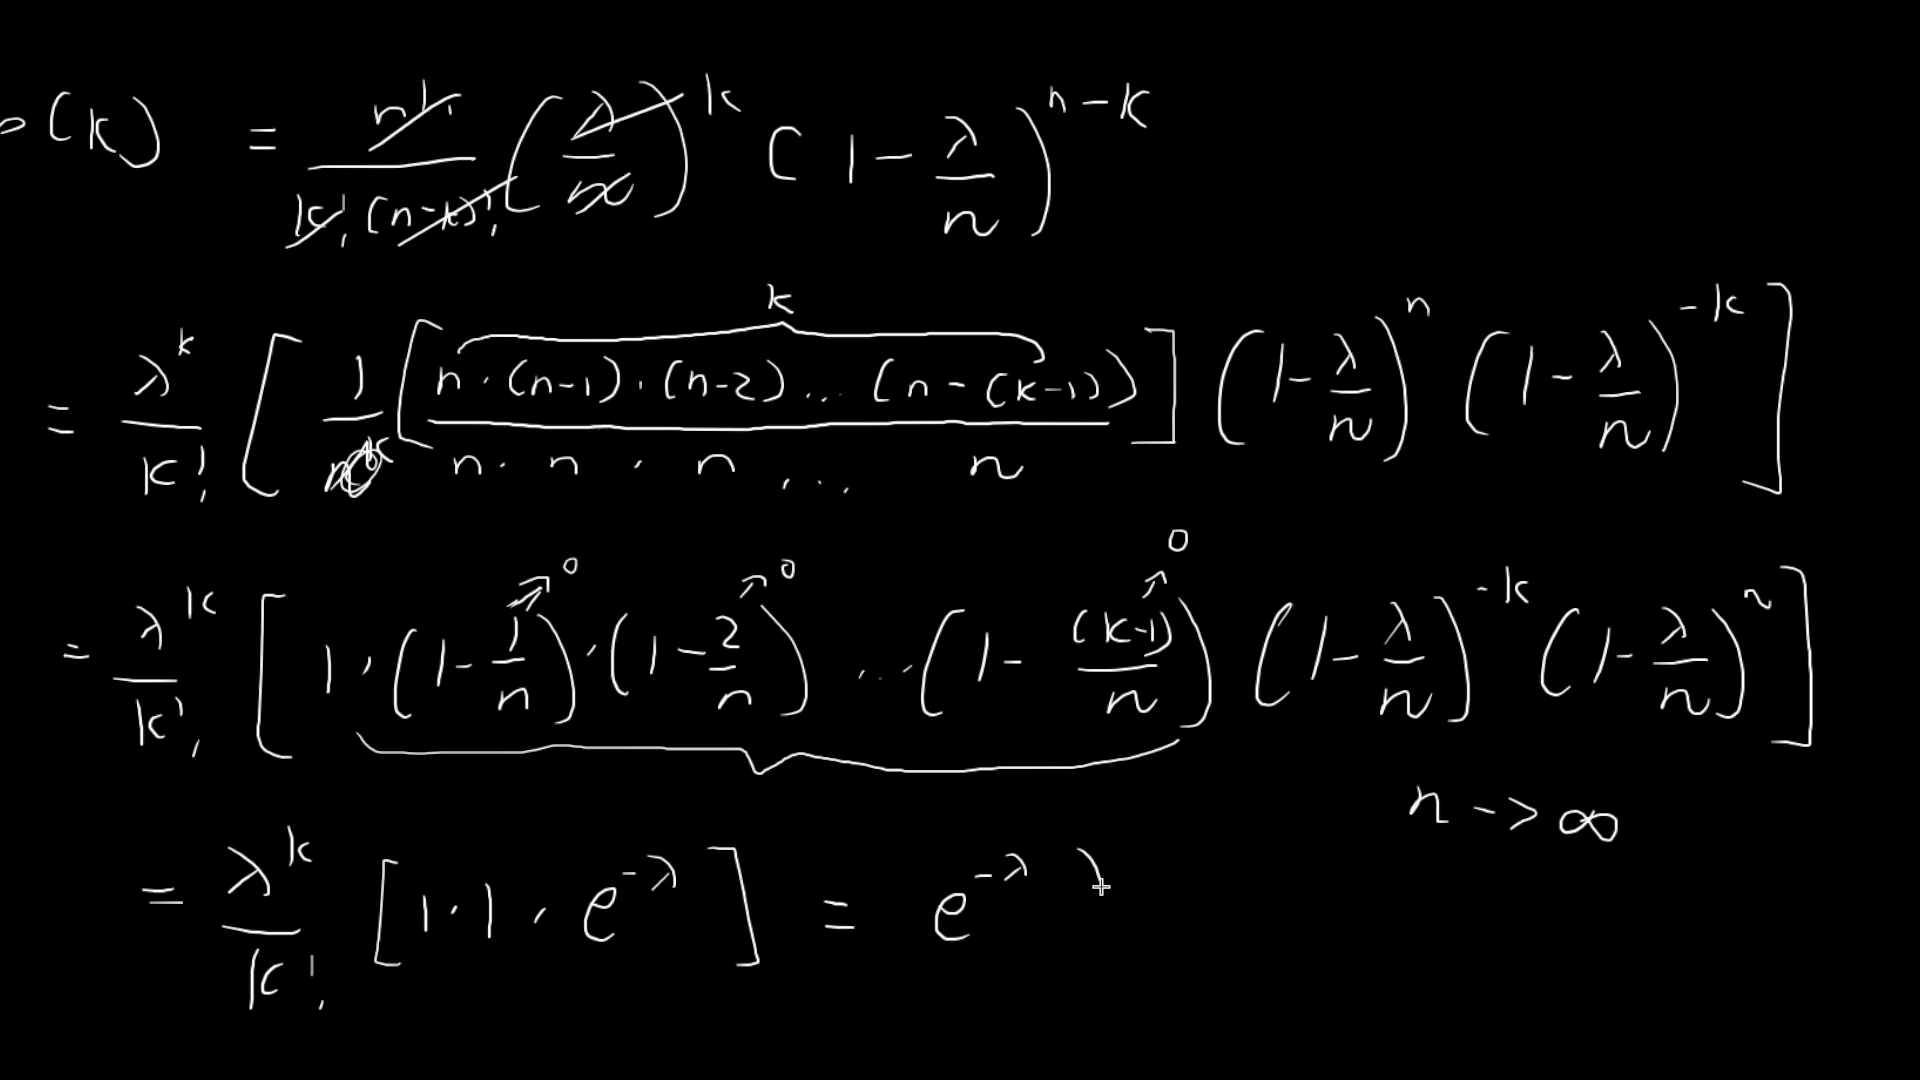 P(k) = n! / k!(n-k)! (λ/n)^k (1 - λ/n)^n-k
= λ^k / k! [ 1 [ n·(n-1)·(n-2)... (n-(k-1)) / n·n·n...n ] (1 - λ/n)^n (1 - λ/n)^-k ] k
= λ^k / k! [ 1·(1 - 1/n)·(1 - 2/n) ... (1 - (k-1)/n) (1 - λ/n)^-k (1 - λ/n)^n ] → 0 → 0 → 0
n -> ∞
= λ^k / k! [ 1·1·e^-λ ] = e^-λ